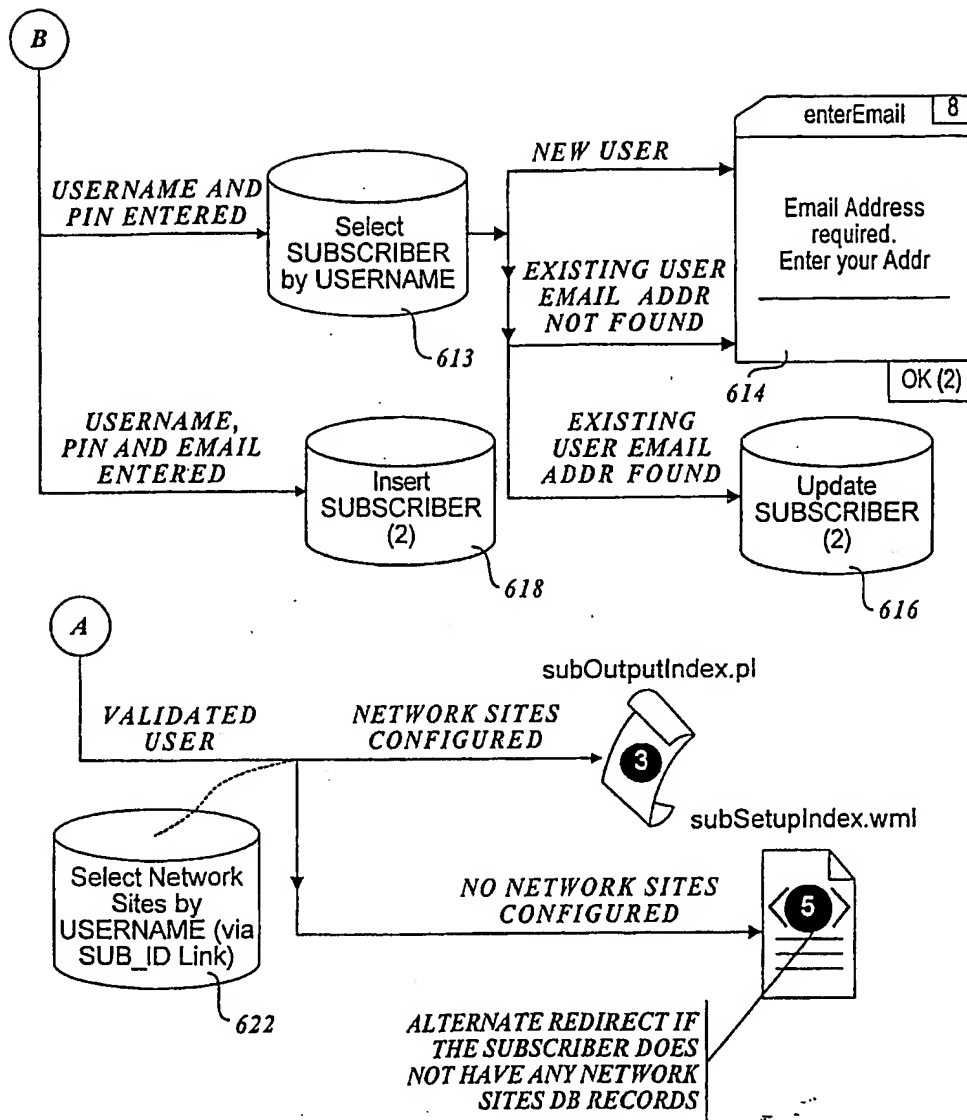 B
USERNAME AND
PIN ENTERED
Select
SUBSCRIBER
by USERNAME
613
NEW USER
EXISTING USER
EMAIL ADDR
NOT FOUND
enterEmail
8
Email Address
required.
Enter your Addr
614
OK (2)
USERNAME,
PIN AND EMAIL
ENTERED
Insert
SUBSCRIBER
(2)
618
EXISTING
USER EMAIL
ADDR FOUND
Update
SUBSCRIBER
(2)
616
A
VALIDATED
USER
NETWORK SITES
CONFIGURED
subOutputIndex.pl
3
Select Network
Sites by
USERNAME (via
SUB_ID Link)
622
NO NETWORK SITES
CONFIGURED
subSetupIndex.wml
5
ALTERNATE REDIRECT IF
THE SUBSCRIBER DOES
NOT HAVE ANY NETWORK
SITES DB RECORDS